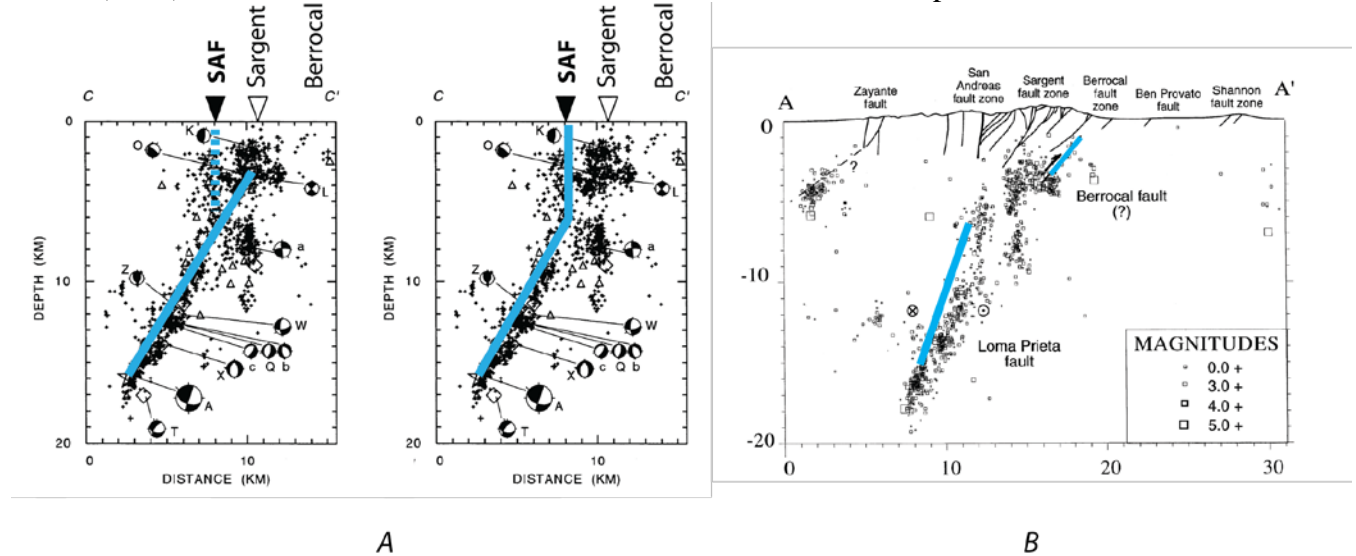 SAF
Sargent
Berrocal
C
C'
0
10
20
DEPTH (KM)
K
O
L
a
Z
W
c Q b
X
A
T
0
10
DISTANCE (KM)
SAF
Sargent
Berrocal
C
C'
0
10
20
DEPTH (KM)
K
O
L
a
Z
W
c Q b
X
A
T
0
10
DISTANCE (KM)
A
A
A'
Zayante
fault
San
Andreas
fault zone
Sargent
fault zone
Berrocal
fault
zone
Ben Provato
fault
Shannon
fault zone
0
-10
-20
?
Berrocal fault
(?)
Loma Prieta
fault
MAGNITUDES
0.0 +
3.0 +
4.0 +
5.0 +
0
10
20
30
B